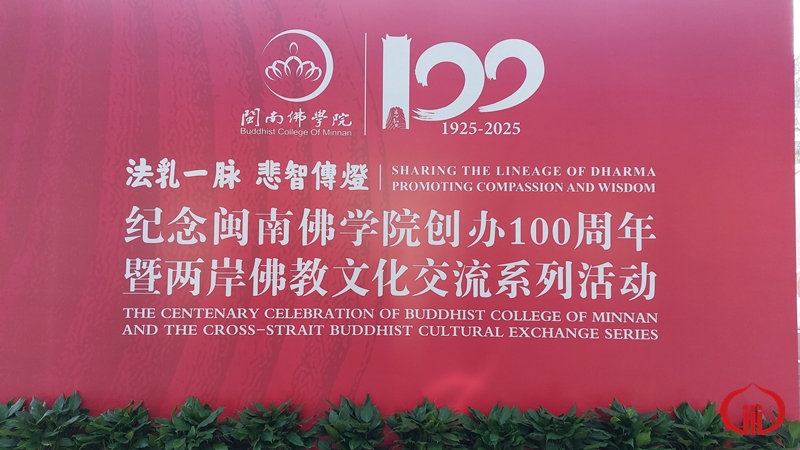 閩南佛學院
Buddhist College Of Minnan
100
1925-2025
法乳一脉 悲智傳燈
SHARING THE LINEAGE OF DHARMA
PROMOTING COMPASSION AND WISDOM
纪念闽南佛学院创办100周年
暨两岸佛教文化交流系列活动
THE CENTENARY CELEBRATION OF BUDDHIST COLLEGE OF MINNAN
AND THE CROSS-STRAIT BUDDHIST CULTURAL EXCHANGE SERIES